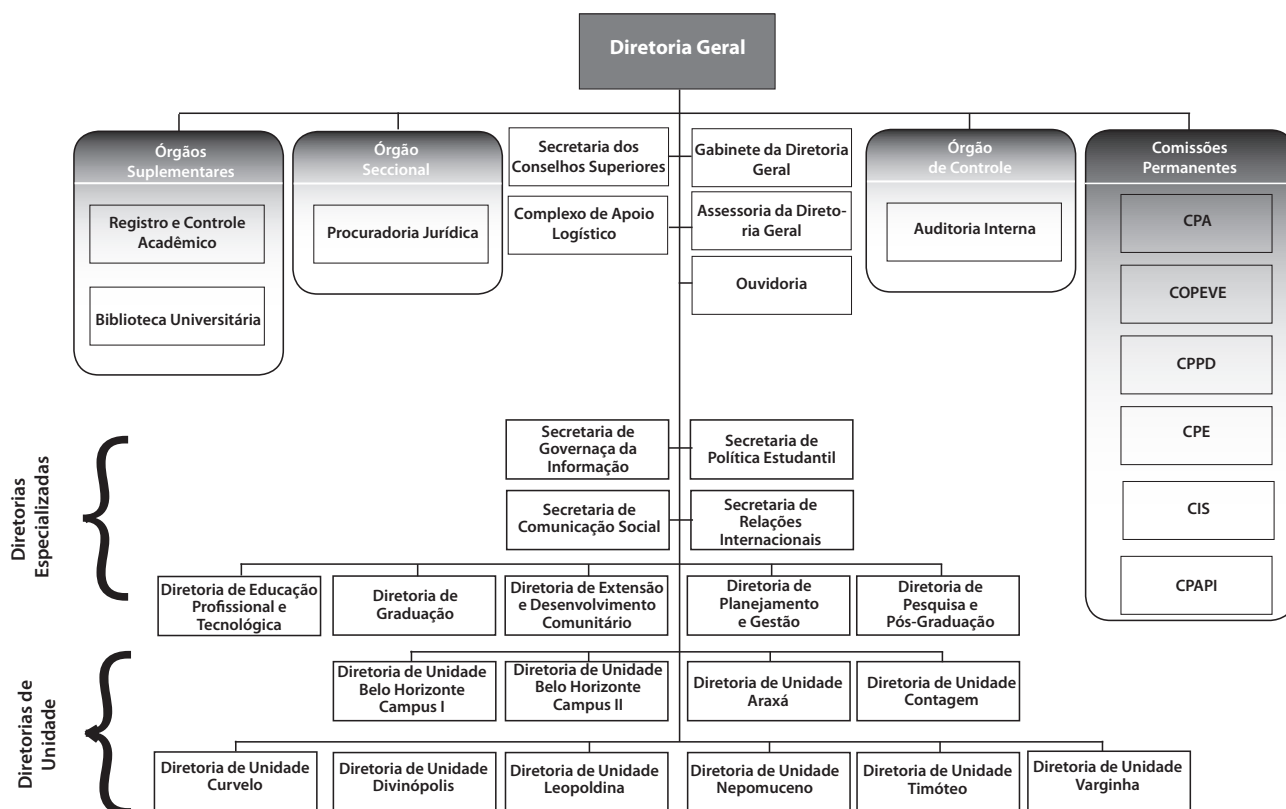 Diretoria Geral
Órgãos
Suplementares
Registro e Controle
Acadêmico
Biblioteca Universitária
Órgão
Seccional
Procuradoria Jurídica
Secretaria dos
Conselhos Superiores
Gabinete da Diretoria
Geral
Complexo de Apoio
Logístico
Assessoria da Direto-
ria Geral
Ouvidoria
Órgão
de Controle
Auditoria Interna
Comissões
Permanentes
CPA
COPEVE
CPPD
CPE
CIS
CPAPI
Diretorias
Especializadas
Secretaria de
Governaça da
Informação
Secretaria de
Política Estudantil
Secretaria de
Comunicação Social
Secretaria de
Relações
Internacionais
Diretoria de Educação
Profissional e
Tecnológica
Diretoria de
Graduação
Diretoria de Extensão
e Desenvolvimento
Comunitário
Diretoria de
Planejamento
e Gestão
Diretoria de
Pesquisa e
Pós-Graduação
Diretorias de
Unidade
Diretoria de Unidade
Belo Horizonte
Campus I
Diretoria de Unidade
Belo Horizonte
Campus II
Diretoria de Unidade
Araxá
Diretoria de Unidade
Contagem
Diretoria de Unidade
Curvelo
Diretoria de Unidade
Divinópolis
Diretoria de Unidade
Leopoldina
Diretoria de Unidade
Nepomuceno
Diretoria de Unidade
Timóteo
Diretoria de Unidade
Varginha